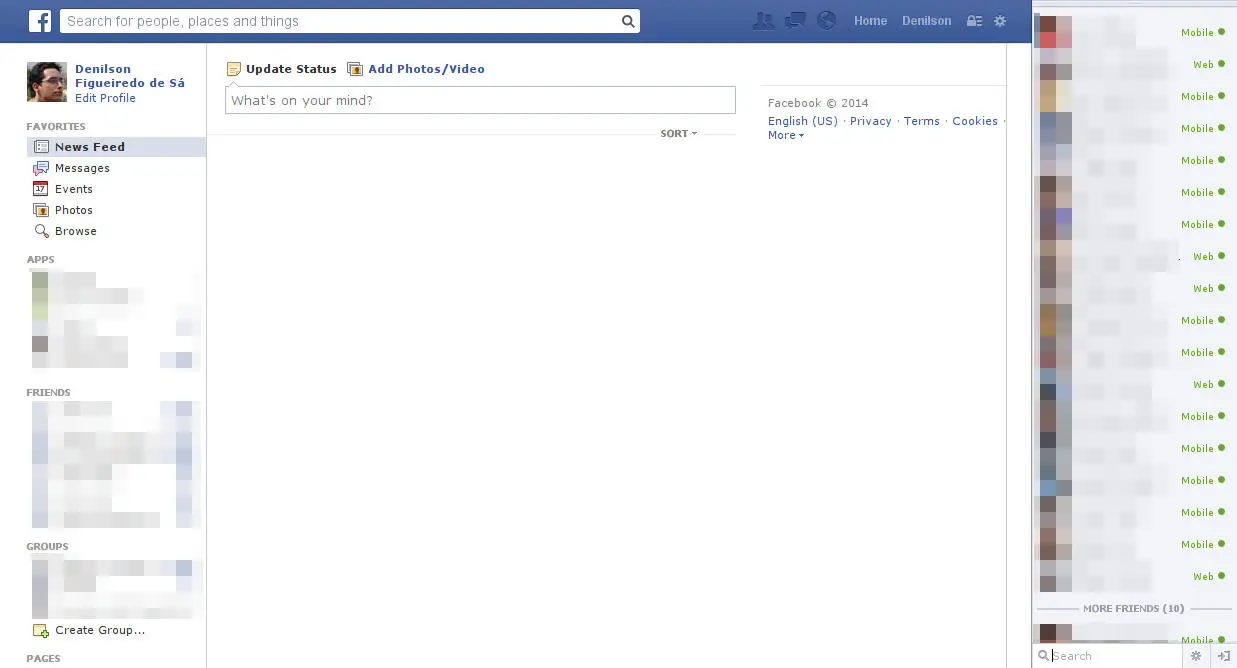 f
Search for people, places and things
Home
Denilson
Denilson
Figueiredo de Sá
Edit Profile
FAVORITES
News Feed
Messages
17
Events
Photos
Browse
APPS
FRIENDS
GROUPS
Create Group...
PAGES
Update Status
Add Photos/Video
What's on your mind?
SORT
Facebook © 2014
English (US) · Privacy · Terms · Cookies ·
More
Mobile
Web
Mobile
Mobile
Mobile
Mobile
Mobile
Web
Web
Mobile
Mobile
Web
Mobile
Mobile
Mobile
Mobile
Mobile
Web
MORE FRIENDS (10)
Mobile
Search